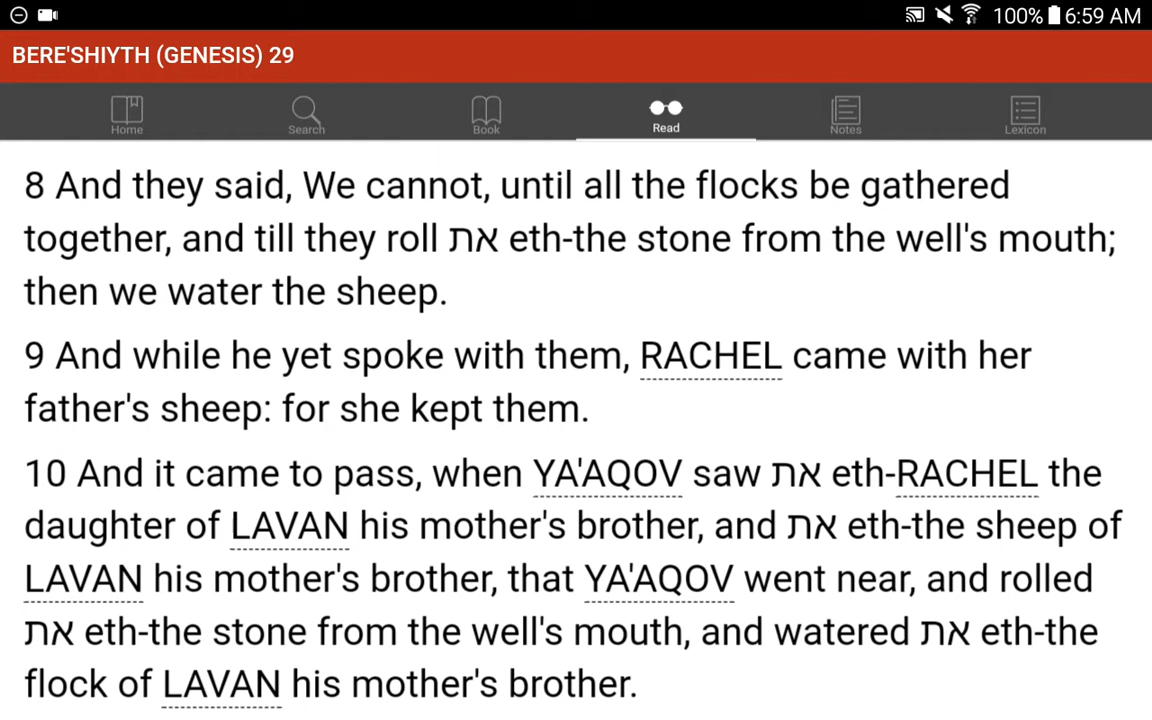 100% 6:59 AM
BERE'SHIYTH (GENESIS) 29
Home Search Book Read Notes Lexicon
8 And they said, We cannot, until all the flocks be gathered
together, and till they roll את eth-the stone from the well's mouth;
then we water the sheep.
9 And while he yet spoke with them, RACHEL came with her
father's sheep: for she kept them.
10 And it came to pass, when YA'AQOV saw את eth-RACHEL the
daughter of LAVAN his mother's brother, and את eth-the sheep of
LAVAN his mother's brother, that YA'AQOV went near, and rolled
את eth-the stone from the well's mouth, and watered את eth-the
flock of LAVAN his mother's brother.